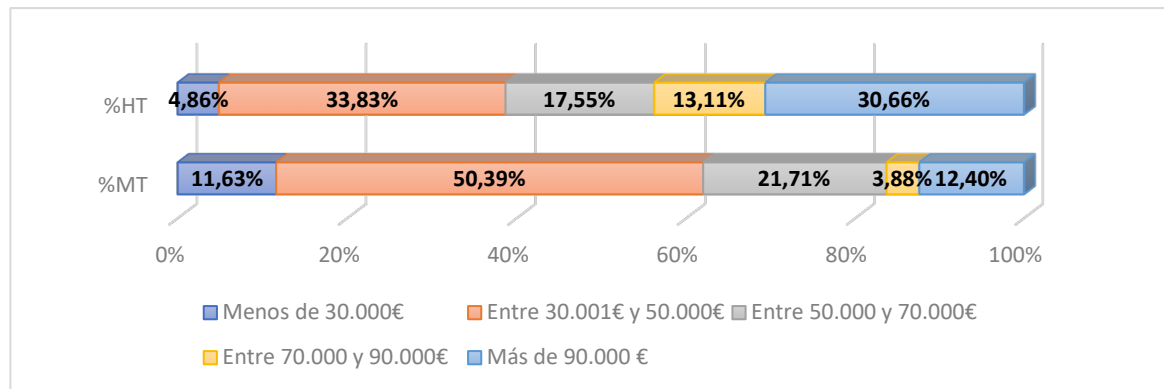 %HT 4,86% 33,83% 17,55% 13,11% 30,66%
%MT 11,63% 50,39% 21,71% 3,88% 12,40%
0% 20% 40% 60% 80% 100%
Menos de 30.000€ Entre 30.001€ y 50.000€ Entre 50.000 y 70.000€
Entre 70.000 y 90.000€ Más de 90.000 €